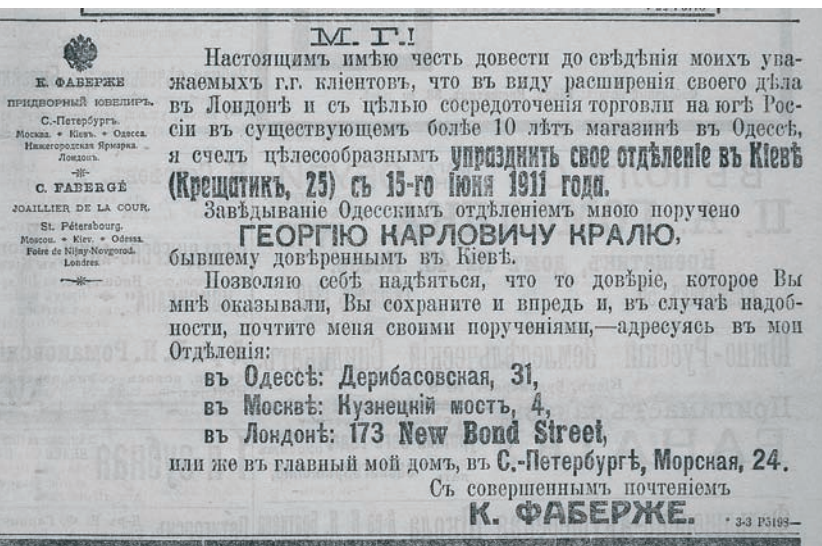 К. ФАБЕРЖЕ
ПРИДВОРНЫЙ ЮВЕЛИРЪ.
С.-Петербургъ.
Москва. + Кіевъ. + Одесса.
Нижегородская Ярмарка.
Лондонъ.
C. FABERGÉ
JOAILLIER DE LA COUR.
St. Pétersbourg.
Moscou. + Kiev. + Odessa.
Foire de Nijny-Novgorod.
Londres.
М. Г.!
Настоящимъ имѣю честь довести до свѣдѣнія моихъ ува-
жаемыхъ г.г. кліентовъ, что въ виду расширенія своего дѣла
въ Лондонѣ и съ цѣлью сосредоточенія торговли на югѣ Рос-
сіи въ существующемъ болѣе 10 лѣтъ магазинѣ въ Одессѣ,
я счелъ цѣлесообразнымъ упразднить свое отдѣленіе въ Кіевѣ
(Крещатикъ, 25) съ 15-го Іюня 1911 года.
Завѣдываніе Одесскимъ отдѣленіемъ мною поручено
ГЕОРГІЮ КАРЛОВИЧУ КРАЛЮ,
бывшему довѣреннымъ въ Кіевѣ.
Позволяю себѣ надѣяться, что то довѣріе, которое Вы
мнѣ оказывали, Вы сохраните и впредь и, въ случаѣ надоб-
ности, почтите меня своими порученіями,—адресуясь въ мои
Отдѣленія:
въ Одессѣ: Дерибасовская, 31,
въ Москвѣ: Кузнецкій мостъ, 4,
въ Лондонѣ: 173 New Bond Street,
или же въ главный мой домъ, въ С.-Петербургѣ, Морская, 24.
Съ совершеннымъ почтеніемъ
К. ФАБЕРЖЕ.
3-3 Р5198—